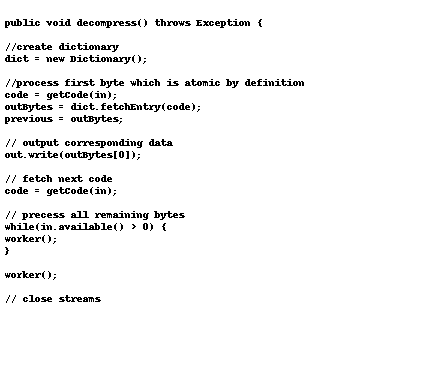 public void decompress() throws Exception {
//create dictionary
dict = new Dictionary();
//process first byte which is atomic by definition
code = getCode(in);
outBytes = dict.fetchEntry(code);
previous = outBytes;
// output corresponding data
out.write(outBytes[0]);
// fetch next code
code = getCode(in);
// precess all remaining bytes
while(in.available() > 0) {
worker();
}
worker();
// close streams